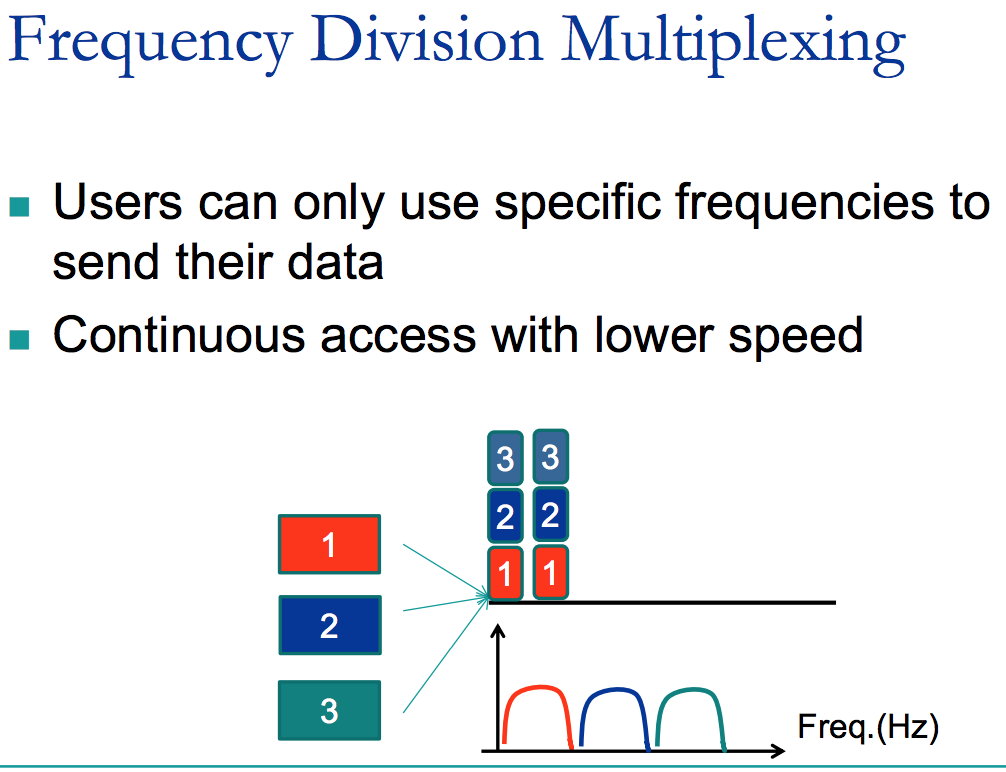 Frequency Division Multiplexing
Users can only use specific frequencies to
send their data
Continuous access with lower speed
3 3
2 2
1 1
1
2
3
Freq.(Hz)